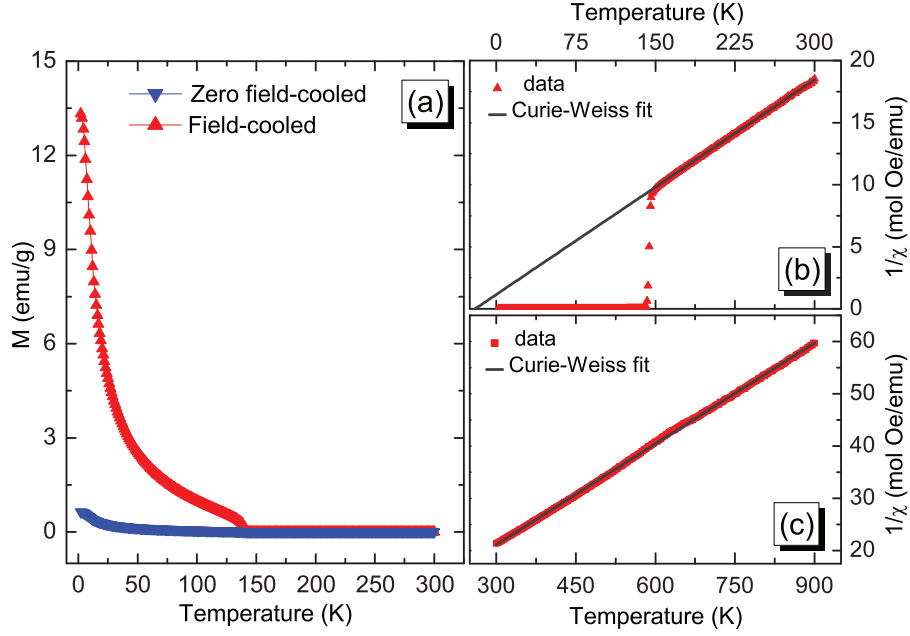 15
12
9
6
3
0
M (emu/g)
Zero field-cooled
Field-cooled
(a)
0 50 100 150 200 250 300
Temperature (K)
Temperature (K)
0 75 150 225 300
data
Curie-Weiss fit
(b)
20
15
10
5
0
1/χ (mol Oe/emu)
data
Curie-Weiss fit
(c)
60
50
40
30
20
1/χ (mol Oe/emu)
300 450 600 750 900
Temperature (K)